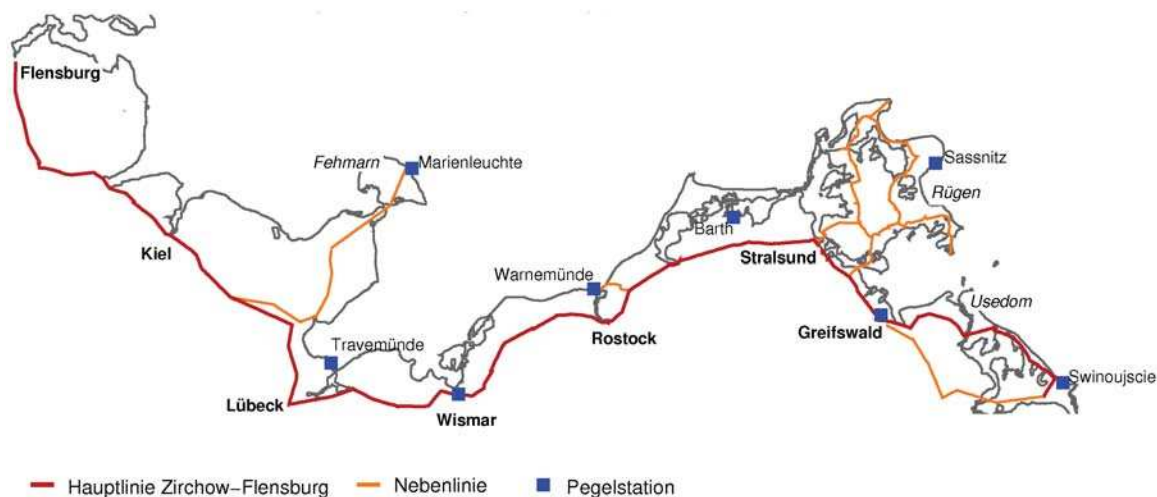 Flensburg
Fehmarn
Marienleuchte
Sassnitz
Rügen
Barth
Kiel
Stralsund
Warnemünde
Usedom
Rostock
Greifswald
Travemünde
Swinoujscie
Lübeck
Wismar
Hauptlinie Zirchow–Flensburg
Nebenlinie
Pegelstation